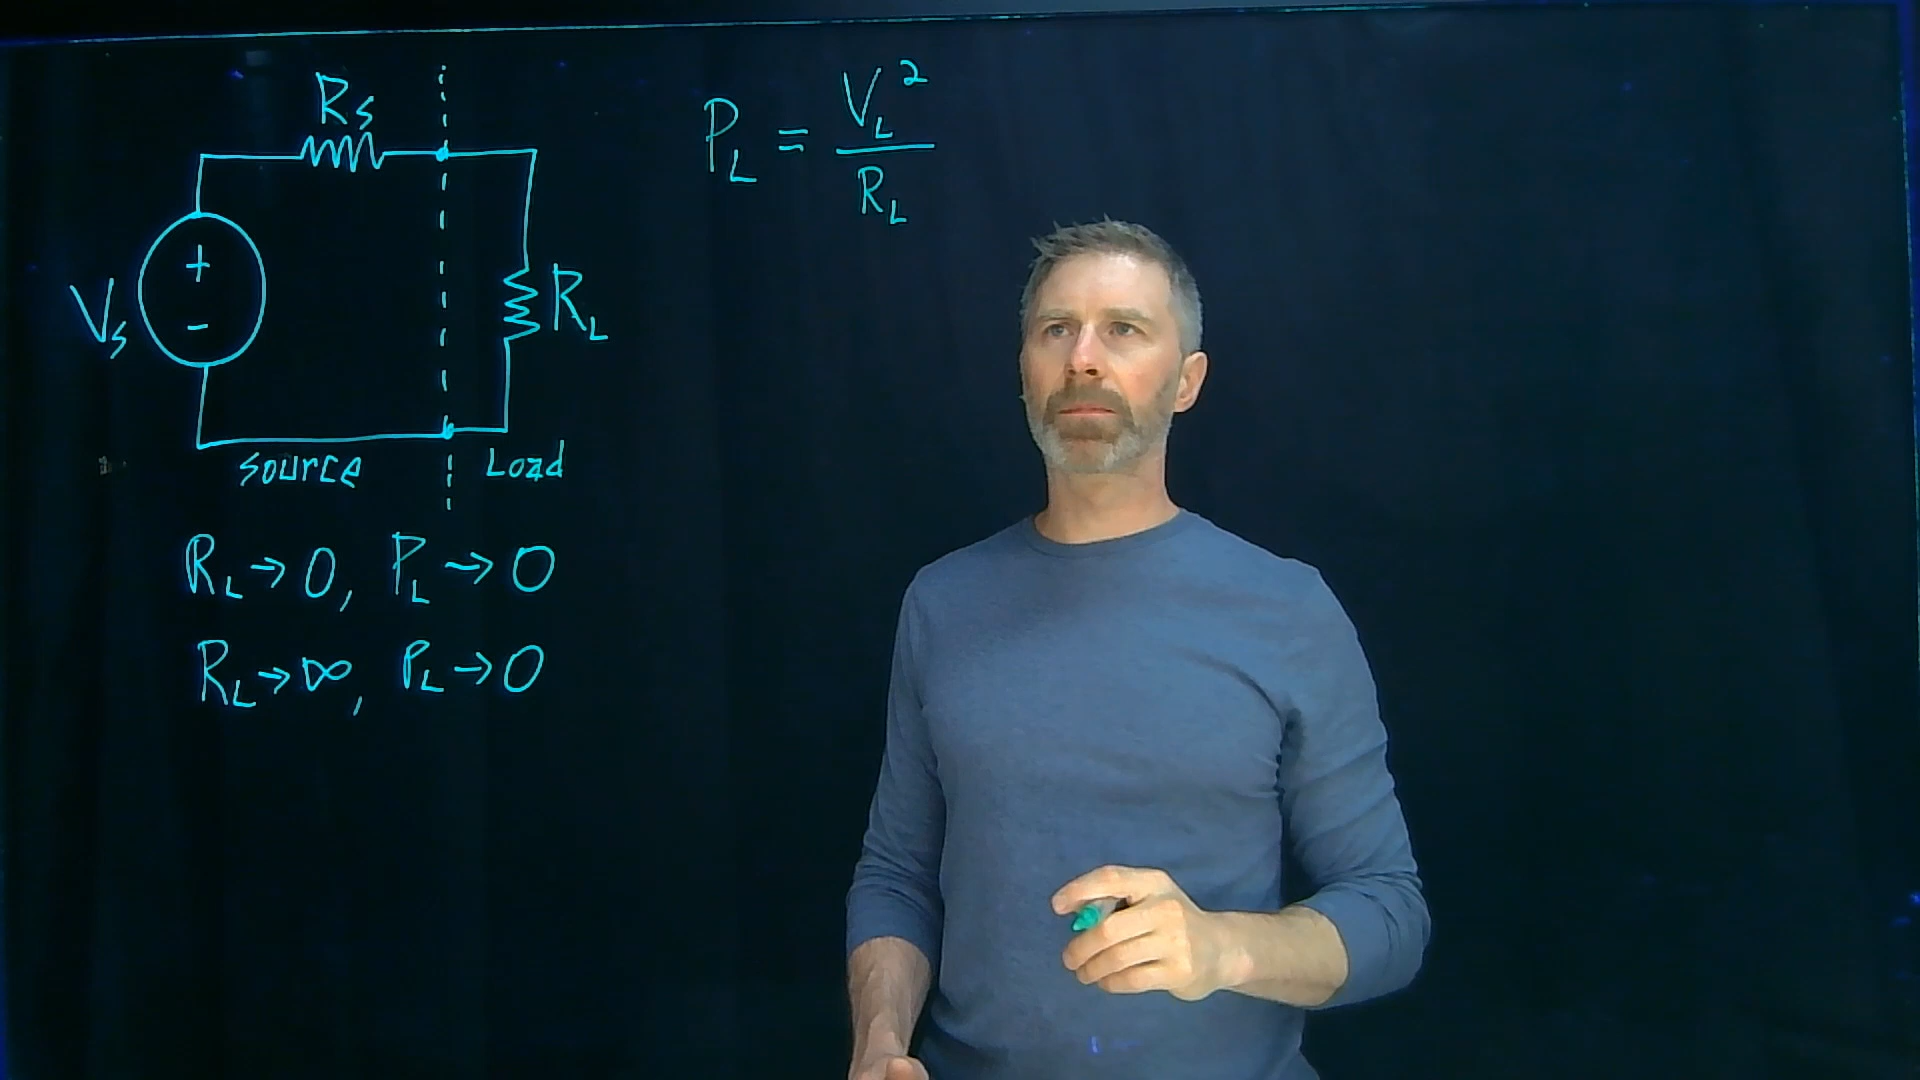 Rs
Vs
+
-
RL
source
Load
RL → 0, PL → 0
RL → ∞, PL → 0
PL = VL² / RL